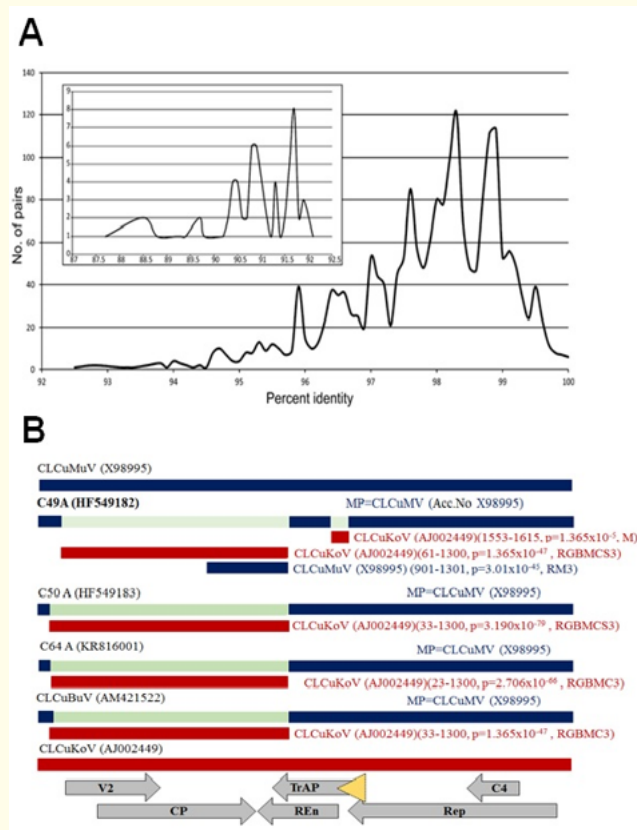 A
No. of pairs
140
120
100
80
60
40
20
0
92 93 94 95 96 97 98 99 100
Percent identity
9
8
7
6
5
4
3
2
1
0
87 87.5 88 88.5 89 89.5 90 90.5 91 91.5 92 92.5
B
CLCuMuV (X98995)
C49A (HF549182) MP=CLCuMV (Acc.No X98995)
CLCuKoV (AJ002449)(1553-1615, p=1.365x10⁻⁵, M)
CLCuKoV (AJ002449)(61-1300, p=1.365x10⁻⁴⁷, RGBMCS3)
CLCuMuV (X98995) (901-1301, p=3.01x10⁻⁴⁵, RM3)
C50 A (HF549183) MP=CLCuMV (X98995)
CLCuKoV (AJ002449)(33-1300, p=3.190x10⁻⁷⁹, RGBMCS3)
C64 A (KR816001) MP=CLCuMV (X98995)
CLCuKoV (AJ002449)(23-1300, p=2.706x10⁻⁶⁶, RGBMC3)
CLCuBuV (AM421522) MP=CLCuMV (X98995)
CLCuKoV (AJ002449)(33-1300, p=1.365x10⁻⁴⁷, RGBMC3)
CLCuKoV (AJ002449)
V2 TrAP C4
CP REn Rep